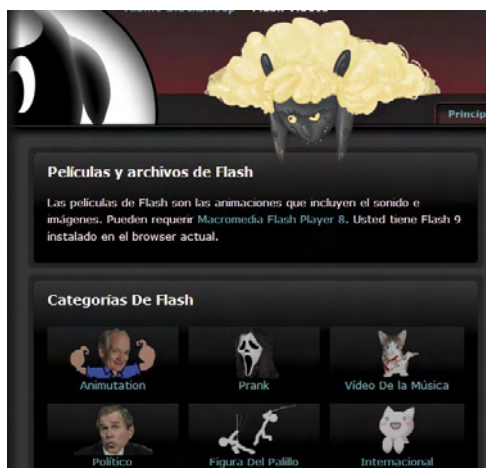 Princip
Películas y archivos de Flash
Las películas de Flash son las animaciones que incluyen el sonido e
imágenes. Pueden requerir Macromedia Flash Player 8. Usted tiene Flash 9
instalado en el browser actual.
Categorías De Flash
Animutation Prank Vídeo De la Música
Político Figura Del Palillo Internacional